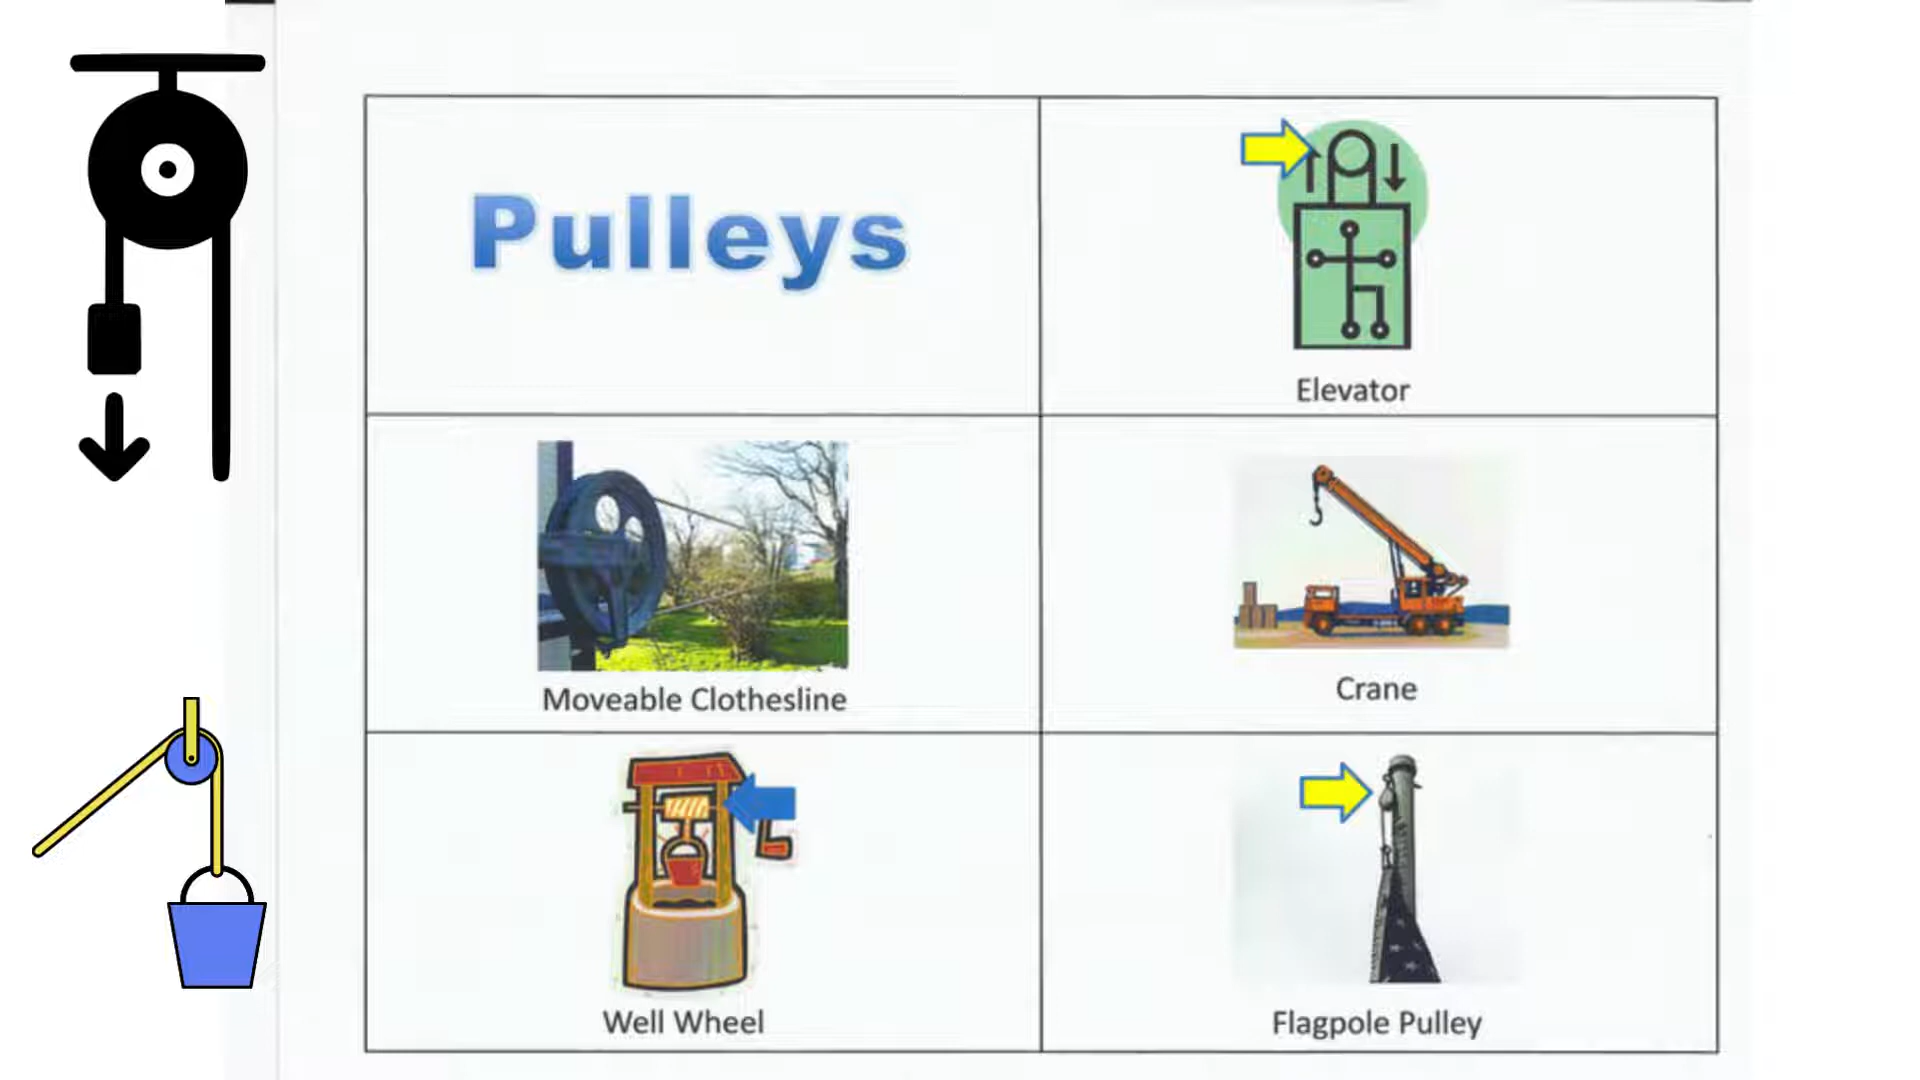 Pulleys
Elevator
Moveable Clothesline
Crane
Well Wheel
Flagpole Pulley